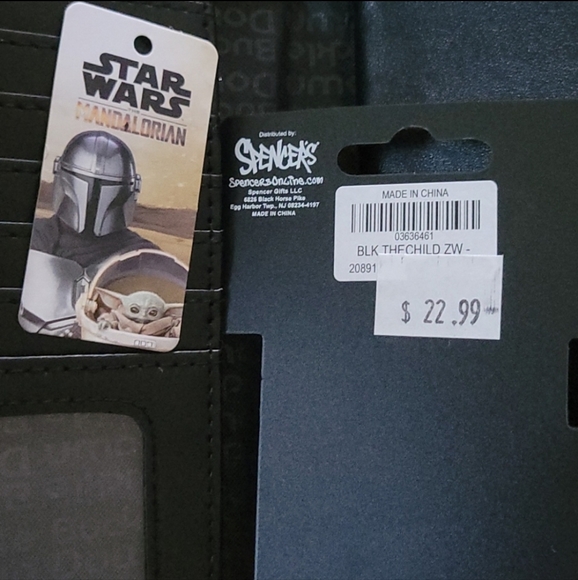 STAR
WARS
THE
MANDALORIAN
Distributed by:
SPENCER'S
SpencersOnLine.com
Spencer Gifts LLC
6826 Black Horse Pike
Egg Harbor Twp., NJ 08234-4197
MADE IN CHINA
MADE IN CHINA
03636461
BLK THECHILD ZW -
20891
$ 22.99